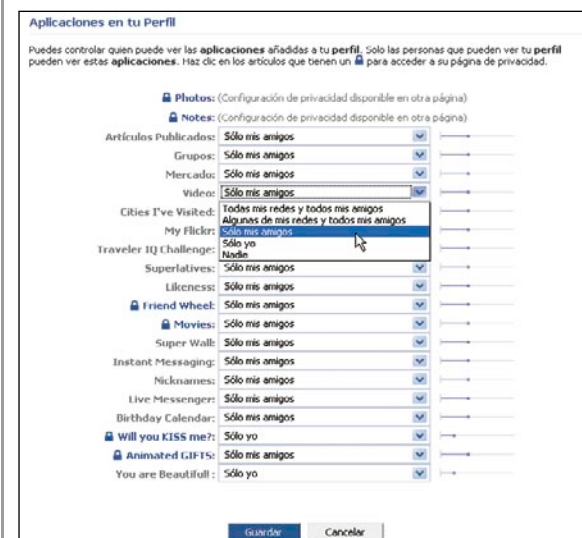 Aplicaciones en tu Perfil
Puedes controlar quien puede ver las aplicaciones añadidas a tu perfil. Solo las personas que pueden ver tu perfil
pueden ver estas aplicaciones. Haz clic en los artículos que tienen un para acceder a su página de privacidad.
Photos: (Configuración de privacidad disponible en otra página)
Notes: (Configuración de privacidad disponible en otra página)
Artículos Publicados: Sólo mis amigos
Grupos: Sólo mis amigos
Mercado: Sólo mis amigos
Video: Sólo mis amigos
Cities I've Visited: Todas mis redes y todos mis amigos
Algunas de mis redes y todos mis amigos
My Flickr: Sólo mis amigos
Sólo yo
Traveler IQ Challenge: Nadie
Superlatives: Sólo mis amigos
Likeness: Sólo mis amigos
Friend Wheel: Sólo mis amigos
Movies: Sólo mis amigos
Super Wall: Sólo mis amigos
Instant Messaging: Sólo mis amigos
Nicknames: Sólo mis amigos
Live Messenger: Sólo mis amigos
Birthday Calendar: Sólo mis amigos
Will you KISS me?: Sólo yo
Animated GIFTS: Sólo mis amigos
You are Beautiful! : Sólo yo
Guardar Cancelar